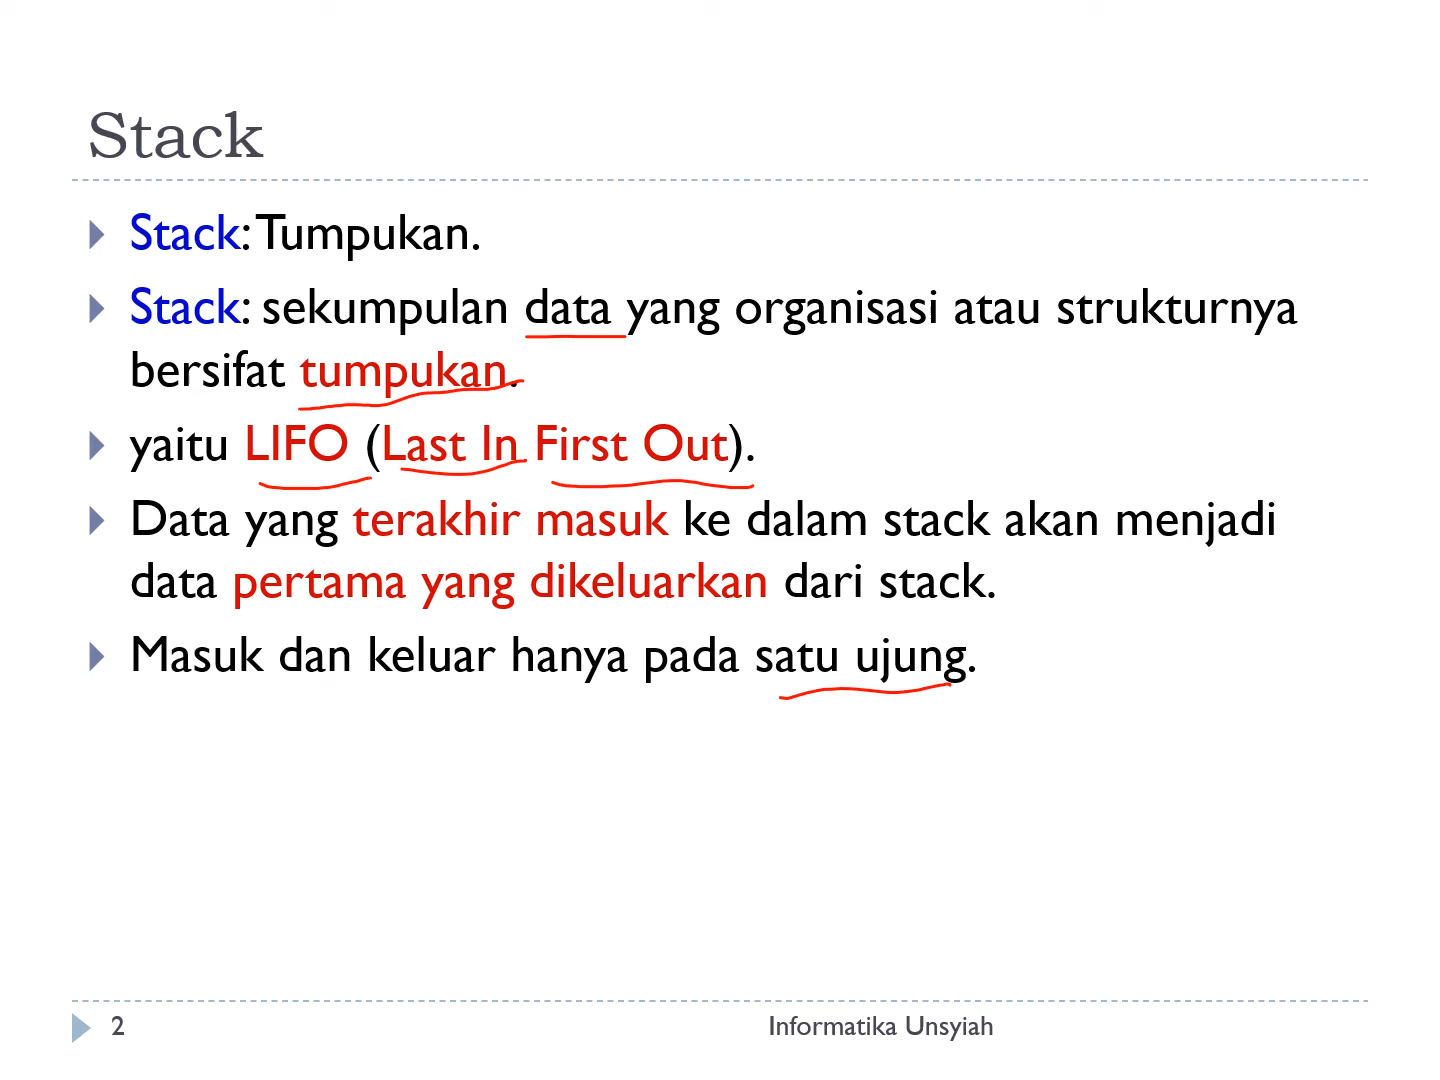 Stack
Stack: Tumpukan.
Stack: sekumpulan data yang organisasi atau strukturnya
bersifat tumpukan.
yaitu LIFO (Last In First Out).
Data yang terakhir masuk ke dalam stack akan menjadi
data pertama yang dikeluarkan dari stack.
Masuk dan keluar hanya pada satu ujung.
2
Informatika Unsyiah